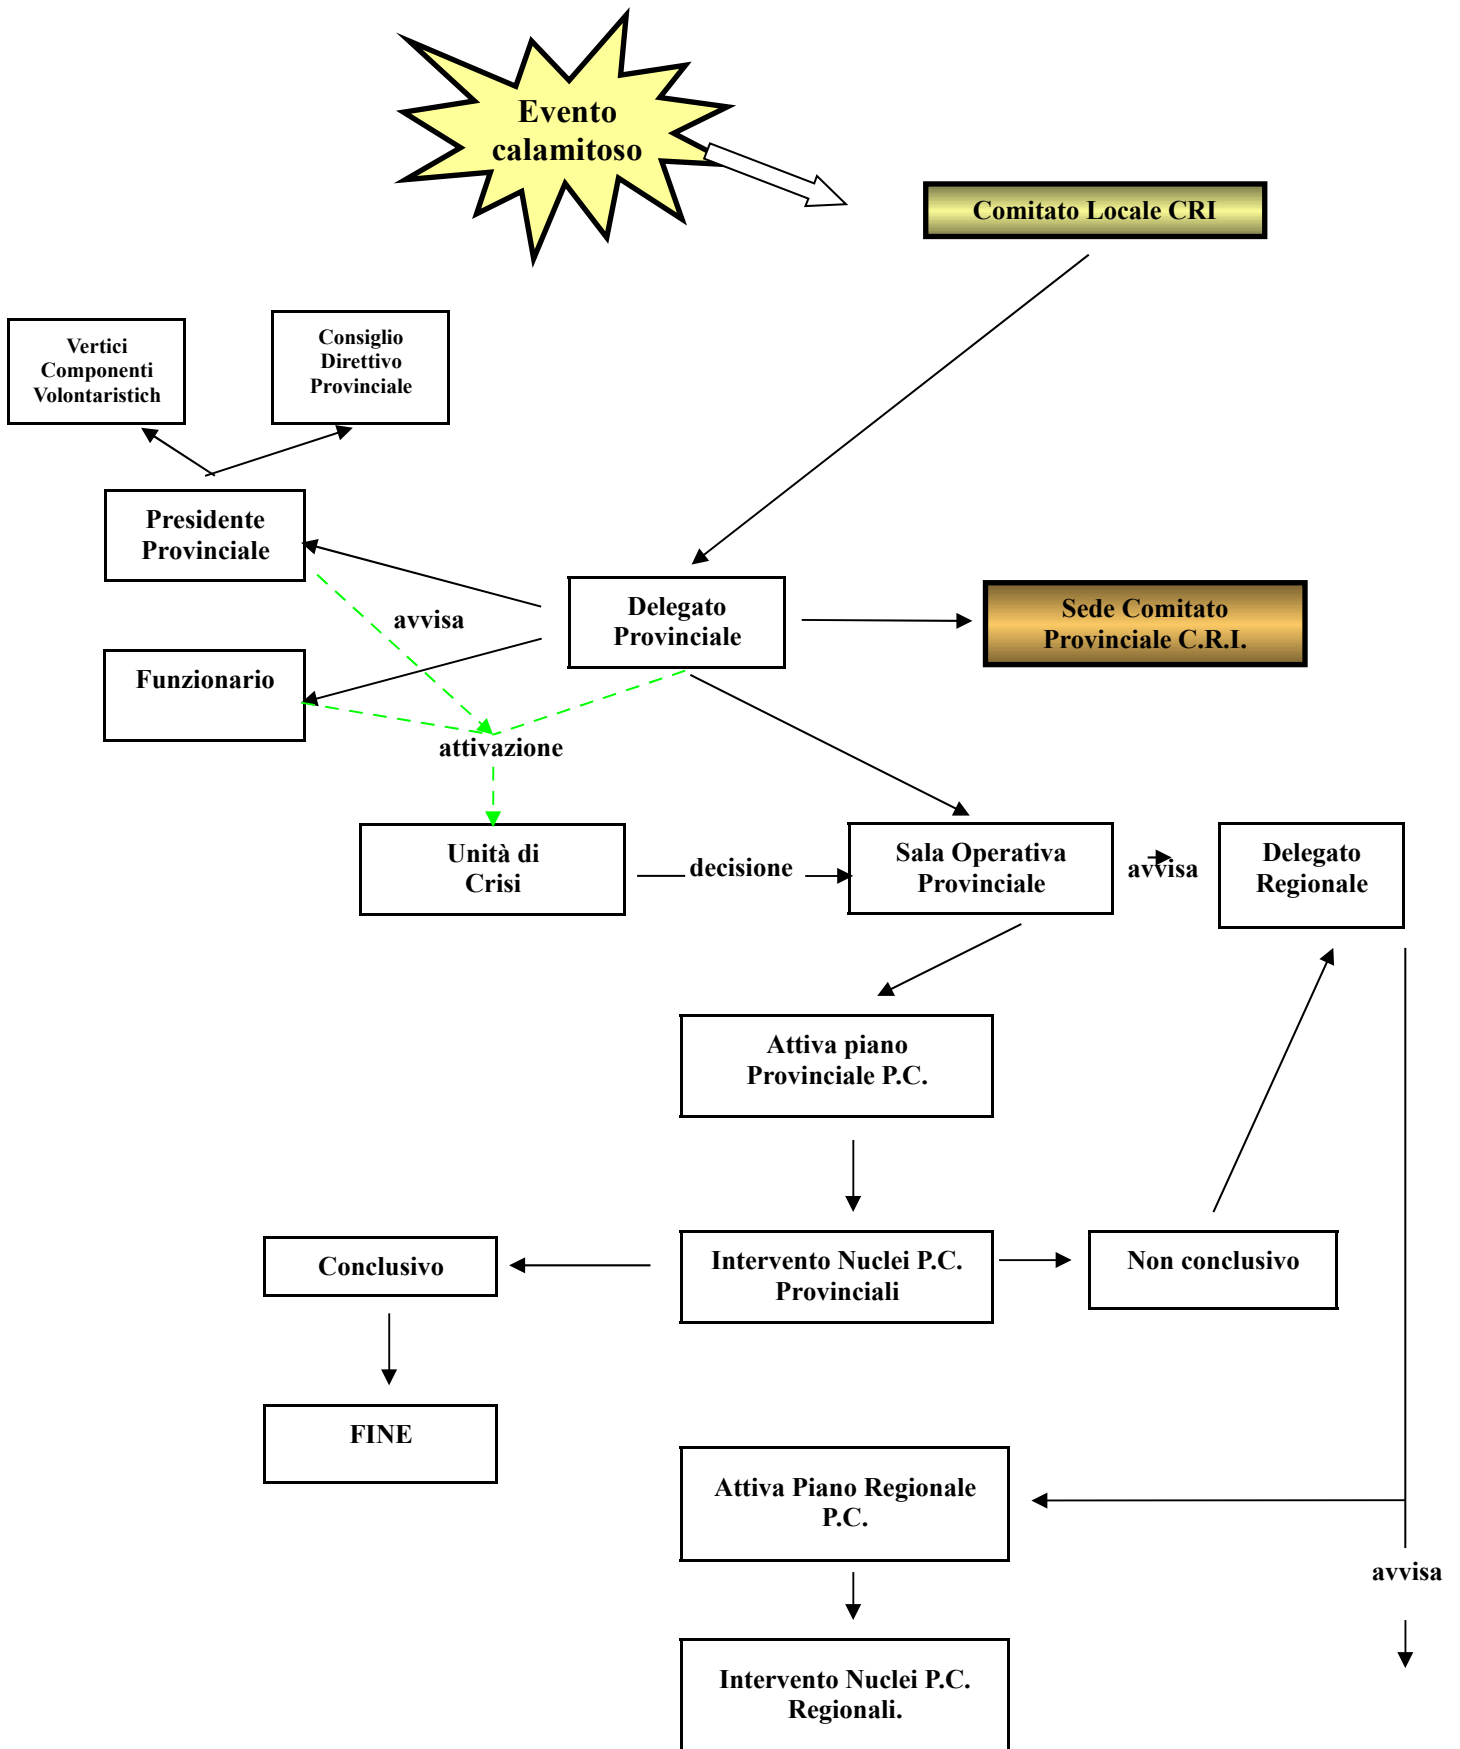 Evento
calamitoso
Comitato Locale CRI
Vertici
Componenti
Volontaristich
Consiglio
Direttivo
Provinciale
Presidente
Provinciale
avvisa
Delegato
Provinciale
Sede Comitato
Provinciale C.R.I.
Funzionario
attivazione
Unità di
Crisi
decisione
Sala Operativa
Provinciale
avvisa
Delegato
Regionale
Attiva piano
Provinciale P.C.
Conclusivo
Intervento Nuclei P.C.
Provinciali
Non conclusivo
FINE
Attiva Piano Regionale
P.C.
avvisa
Intervento Nuclei P.C.
Regionali.